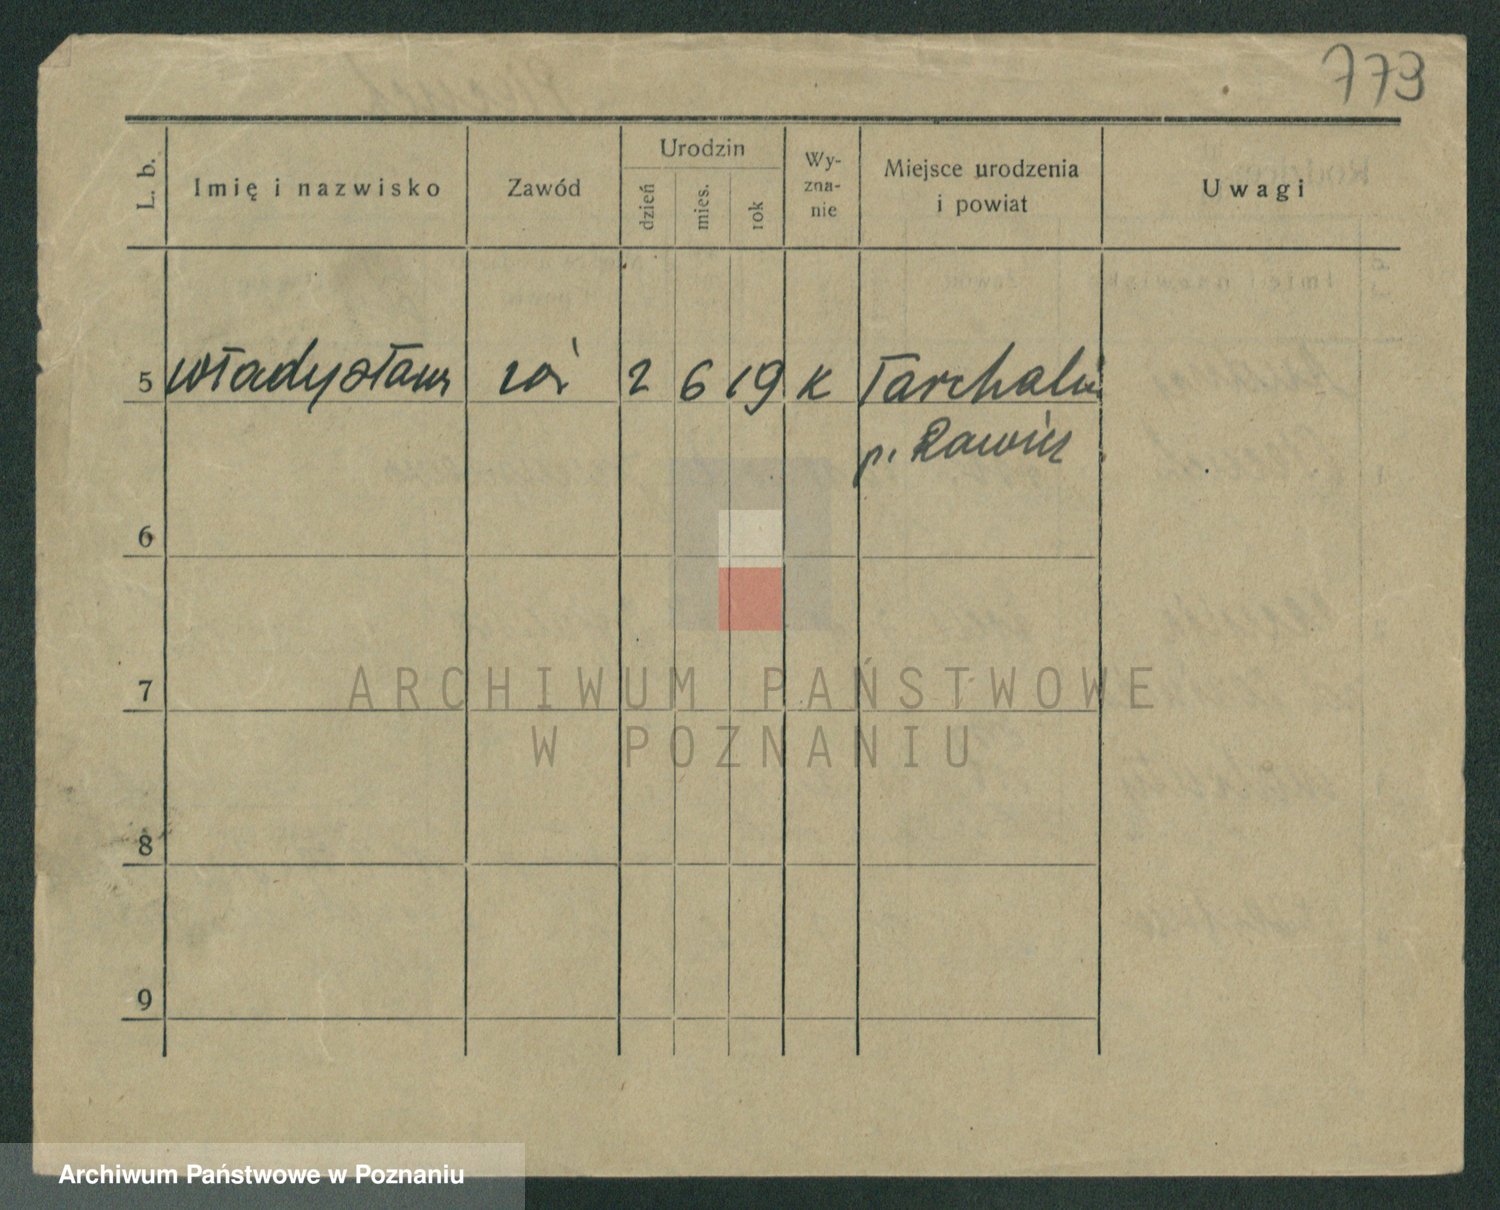 773
L. b.
Imię i nazwisko
Zawód
Urodzin
dzień
mies.
rok
Wy-
zna-
nie
Miejsce urodzenia
i powiat
Uwagi
5 Władysław 2 6 19 K Tarchalin
p. Rawicz
6
7
8
9
ARCHIWUM PAŃSTWOWE
W POZNANIU
Archiwum Państwowe w Poznaniu